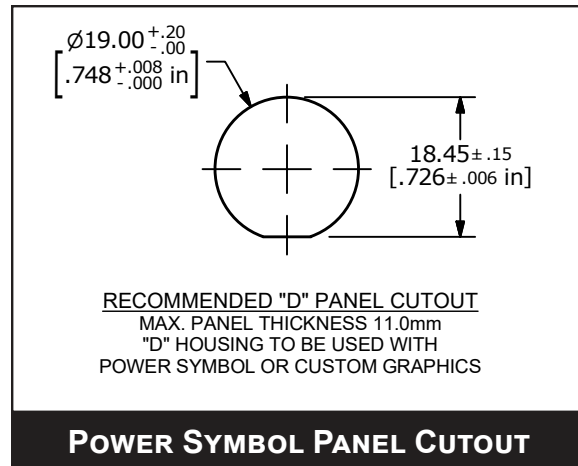 Ø19.00 +.20 -.00
[.748 +.008 -.000 in]
18.45±.15
[.726±.006 in]
RECOMMENDED "D" PANEL CUTOUT
MAX. PANEL THICKNESS 11.0mm
"D" HOUSING TO BE USED WITH
POWER SYMBOL OR CUSTOM GRAPHICS
POWER SYMBOL PANEL CUTOUT